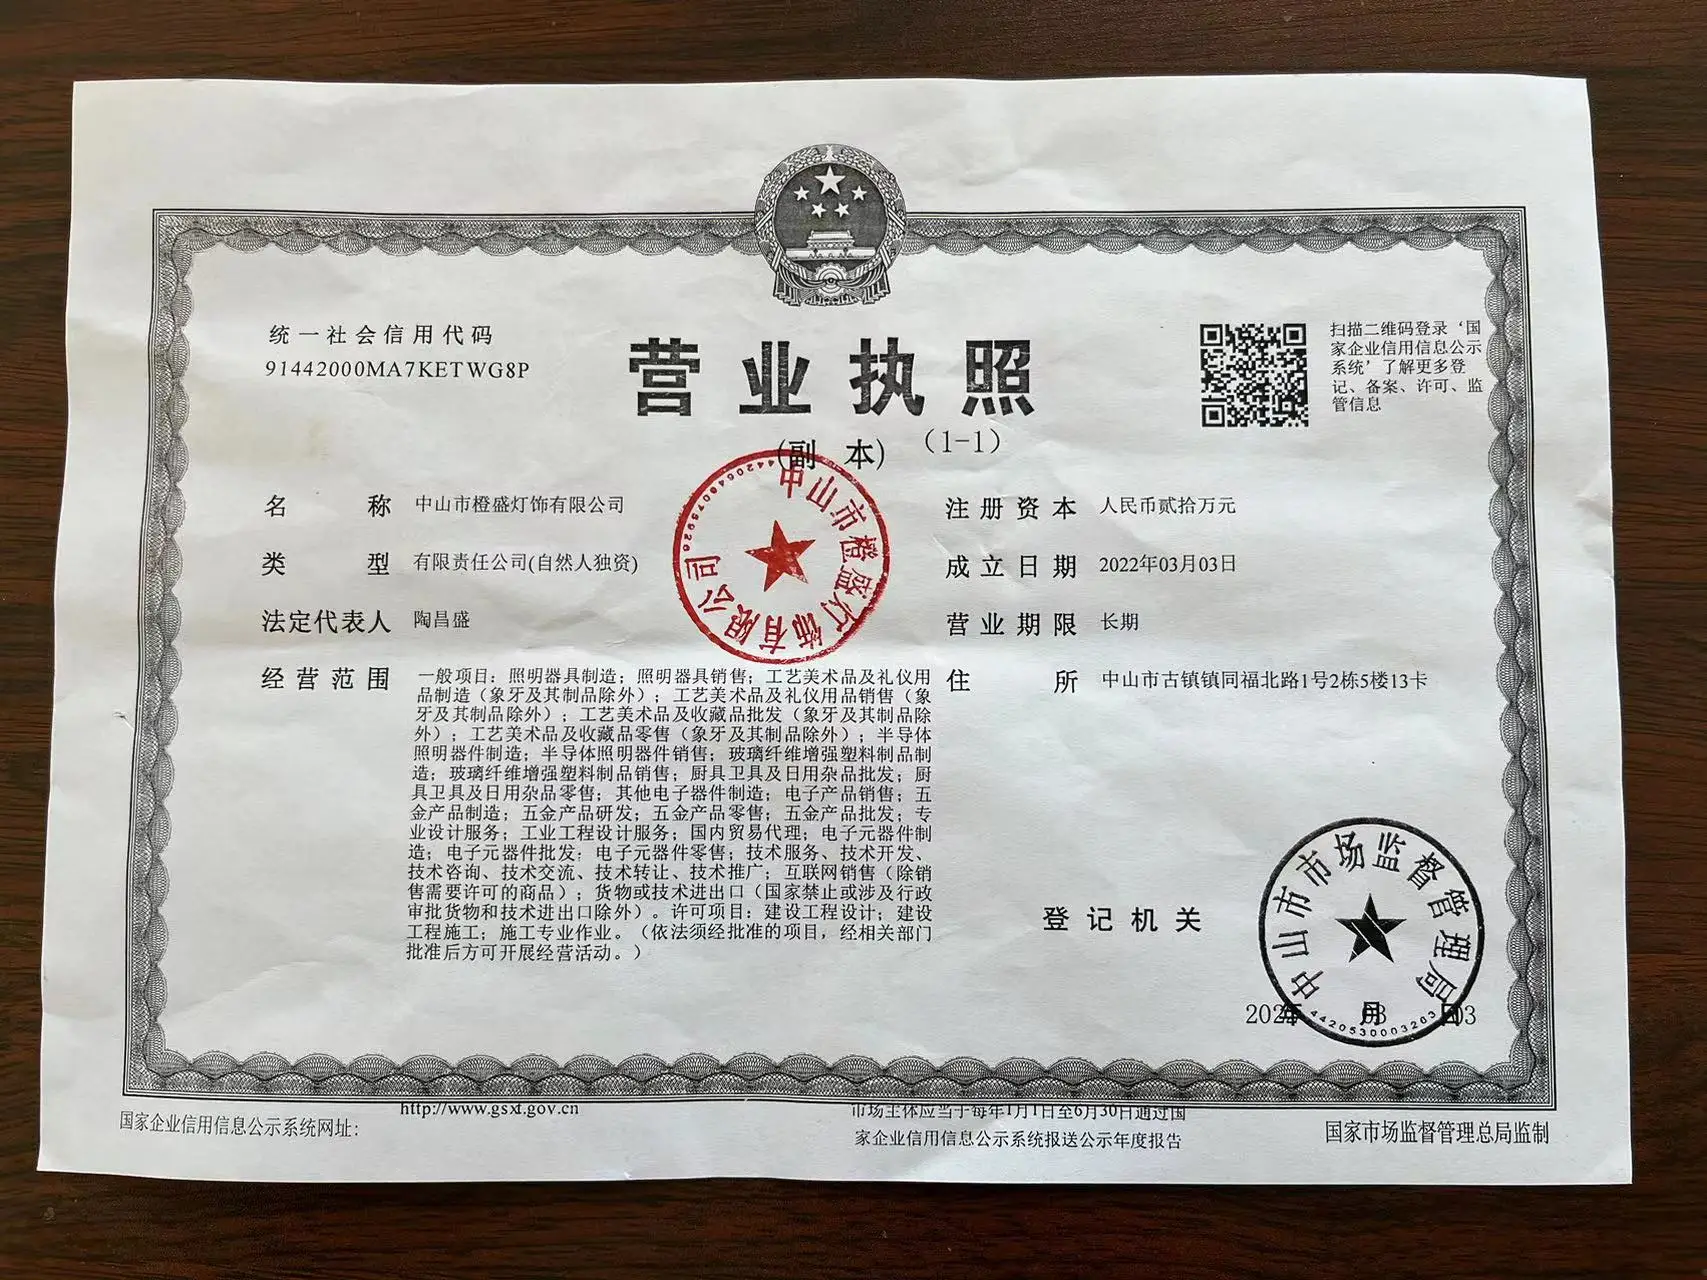 统一社会信用代码
91442000MA7KETWG8P
营业执照
(副 本) (1-1)
扫描二维码登录‘国
家企业信用信息公示
系统’了解更多登
记、备案、许可、监
管信息
名 称 中山市橙盛灯饰有限公司
类 型 有限责任公司(自然人独资)
法定代表人 陶昌盛
经营范围 一般项目：照明器具制造；照明器具销售；工艺美术品及礼仪用
品制造（象牙及其制品除外）；工艺美术品及礼仪用品销售（象
牙及其制品除外）；工艺美术品及收藏品批发（象牙及其制品除
外）；工艺美术品及收藏品零售（象牙及其制品除外）；半导体
照明器件制造；半导体照明器件销售；玻璃纤维增强塑料制品制
造；玻璃纤维增强塑料制品销售；厨具卫具及日用杂品批发；厨
具卫具及日用杂品零售；其他电子器件制造；电子产品销售；五
金产品制造；五金产品研发；五金产品零售；五金产品批发；专
业设计服务；工业工程设计服务；国内贸易代理；电子元器件制
造；电子元器件批发；电子元器件零售；技术服务、技术开发、
技术咨询、技术交流、技术转让、技术推广；互联网销售（除销
售需要许可的商品）；货物或技术进出口（国家禁止或涉及行政
审批货物和技术进出口除外）。许可项目：建设工程设计；建设
工程施工；施工专业作业。（依法须经批准的项目，经相关部门
批准后方可开展经营活动。）
注册资本 人民币贰拾万元
成立日期 2022年03月03日
营业期限 长期
住 所 中山市古镇镇同福北路1号2栋5楼13卡
中山市橙盛灯饰有限公司
登记机关
中山市市场监督管理局
4420530003203
年 月 日03
国家企业信用信息公示系统网址：
http://www.gsxt.gov.cn
市场主体应当于每年1月1日至6月30日通过国
家企业信用信息公示系统报送公示年度报告
国家市场监督管理总局监制